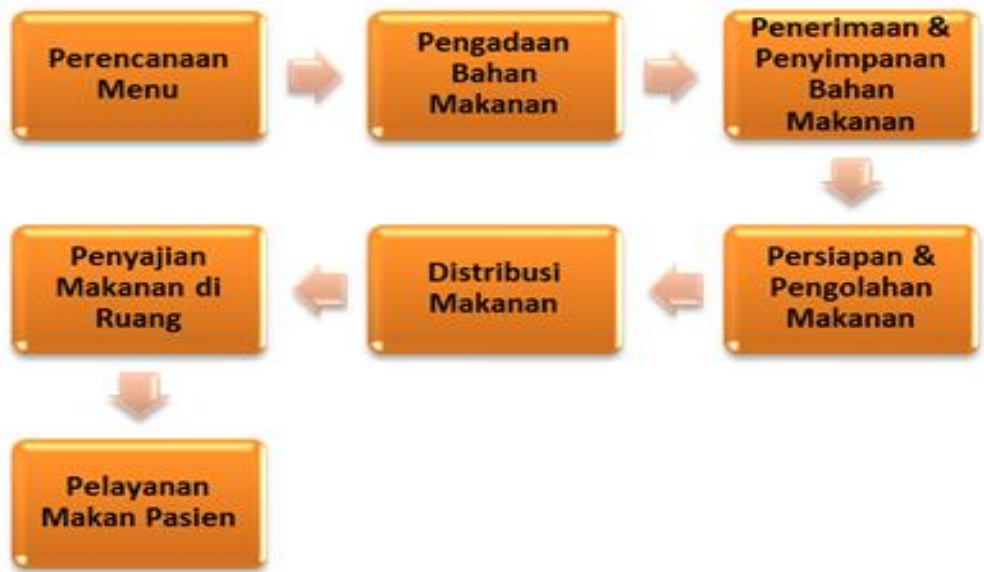 Perencanaan
Menu
Pengadaan
Bahan
Makanan
Penerimaan &
Penyimpanan
Bahan
Makanan
Persiapan &
Pengolahan
Makanan
Distribusi
Makanan
Penyajian
Makanan di
Ruang
Pelayanan
Makan Pasien